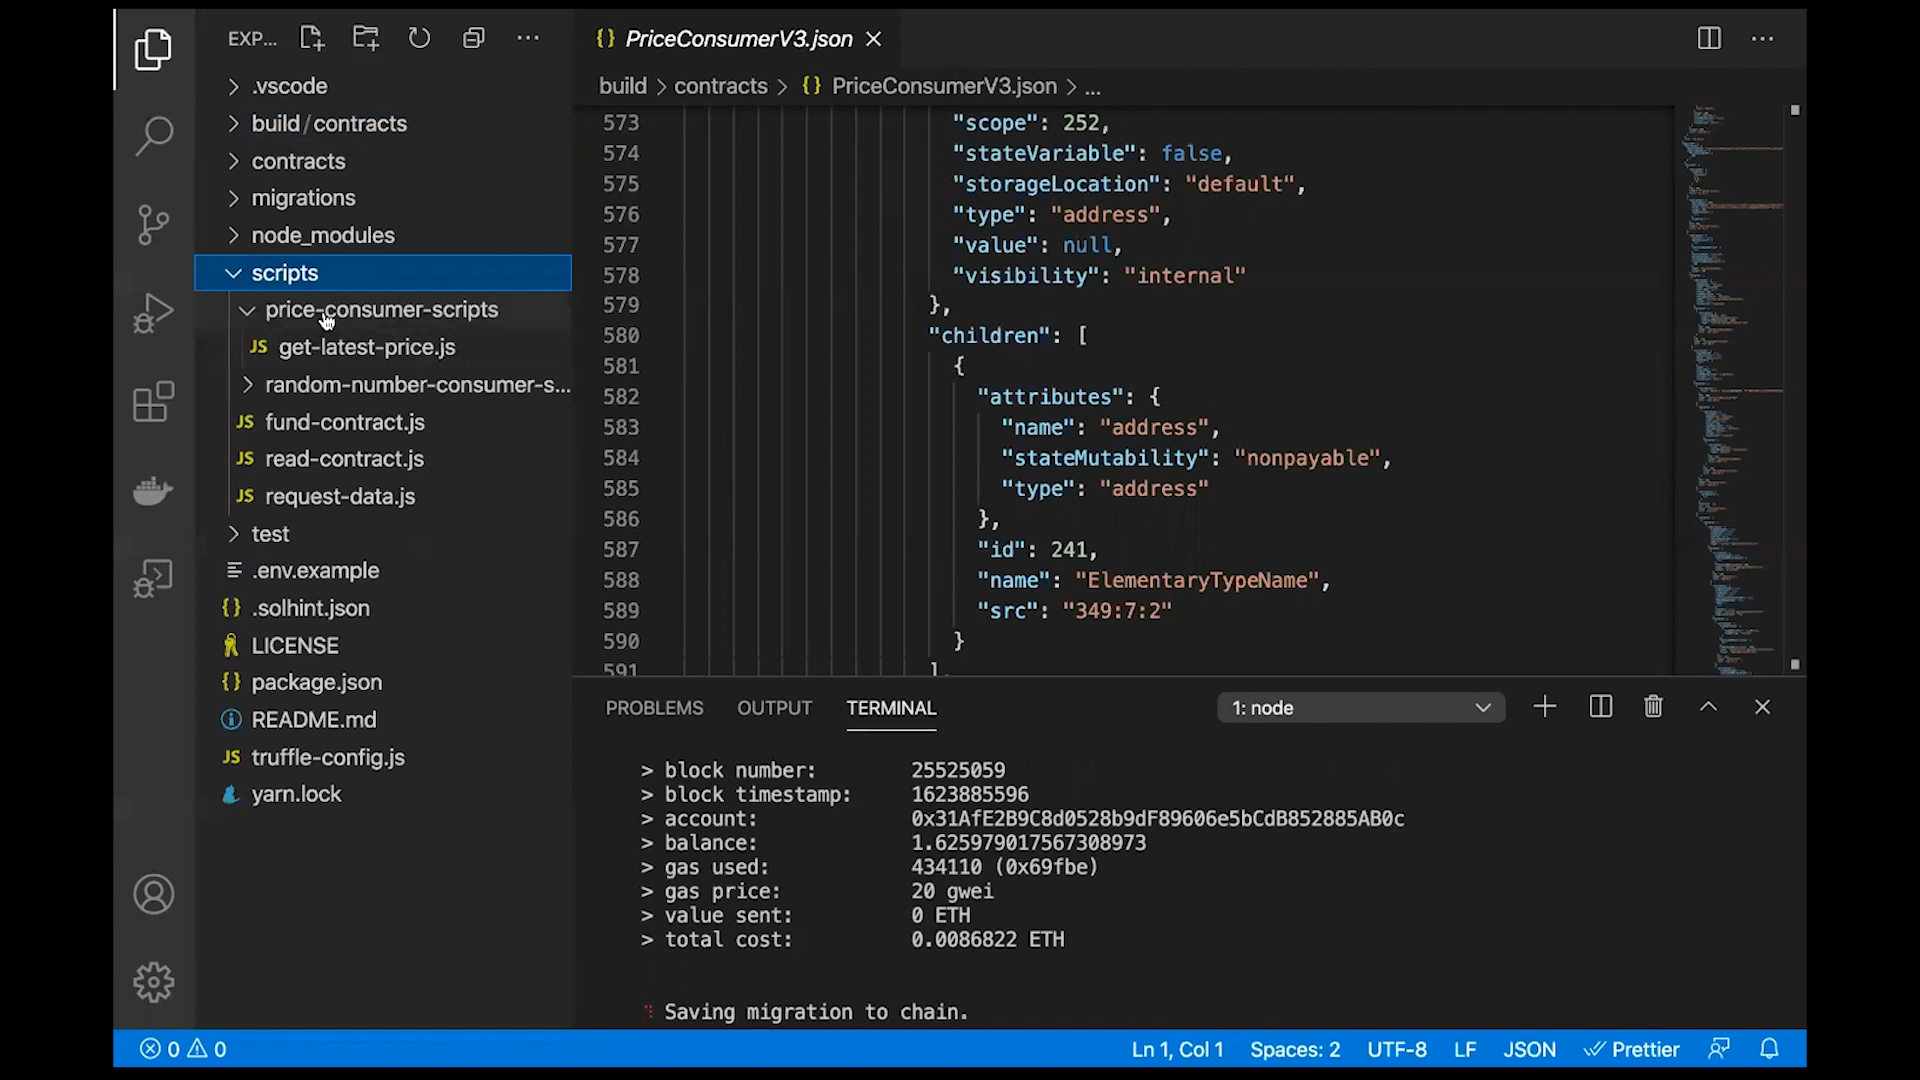 EXP...
.vscode
build / contracts
contracts
migrations
node_modules
scripts
price-consumer-scripts
JS get-latest-price.js
random-number-consumer-s...
JS fund-contract.js
JS read-contract.js
JS request-data.js
test
.env.example
{} .solhint.json
LICENSE
{} package.json
README.md
JS truffle-config.js
yarn.lock
{} PriceConsumerV3.json
build > contracts > {} PriceConsumerV3.json > ...
573 "scope": 252,
574 "stateVariable": false,
575 "storageLocation": "default",
576 "type": "address",
577 "value": null,
578 "visibility": "internal"
579 },
580 "children": [
581 {
582 "attributes": {
583 "name": "address",
584 "stateMutability": "nonpayable",
585 "type": "address"
586 },
587 "id": 241,
588 "name": "ElementaryTypeName",
589 "src": "349:7:2"
590 }
591 ],
PROBLEMS OUTPUT TERMINAL 1: node
> block number: 25525059
> block timestamp: 1623885596
> account: 0x31AfE2B9C8d0528b9dF89606e5bCdB852885AB0c
> balance: 1.625979017567308973
> gas used: 434110 (0x69fbe)
> gas price: 20 gwei
> value sent: 0 ETH
> total cost: 0.0086822 ETH
Saving migration to chain.
0 0 Ln 1, Col 1 Spaces: 2 UTF-8 LF JSON Prettier